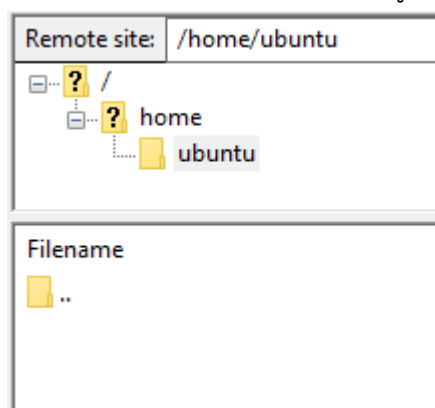 Remote site: /home/ubuntu
? /
? home
ubuntu
Filename
..